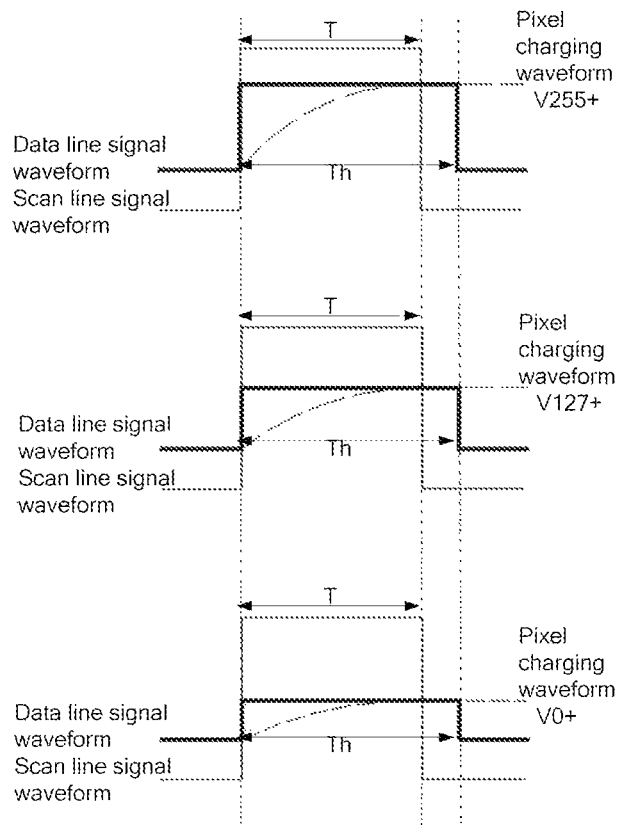 T
Pixel
charging
waveform
V255+
Data line signal
waveform
Th
Scan line signal
waveform
T
Pixel
charging
waveform
V127+
Data line signal
waveform
Th
Scan line signal
waveform
T
Pixel
charging
waveform
V0+
Data line signal
waveform
Th
Scan line signal
waveform